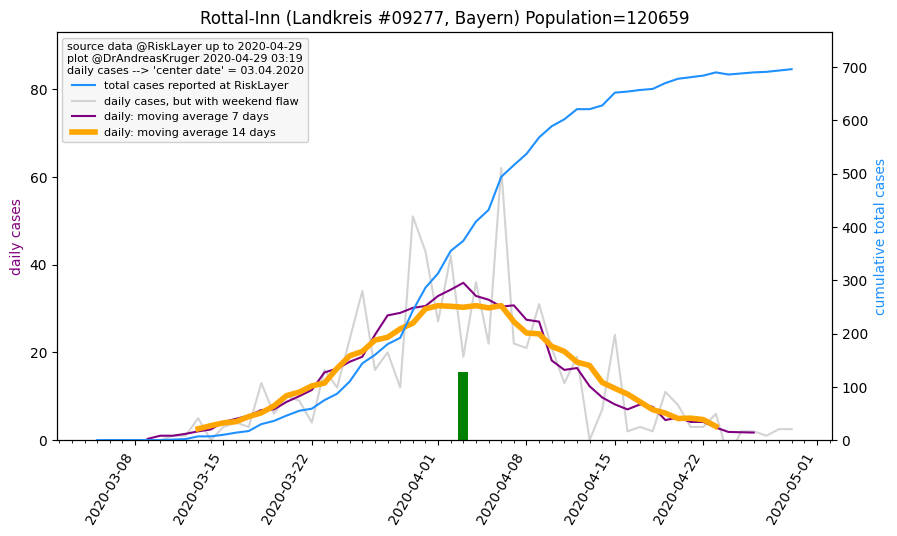 Rottal-Inn (Landkreis #09277, Bayern) Population=120659
source data @RiskLayer up to 2020-04-29
plot @DrAndreasKruger 2020-04-29 03:19
daily cases --> 'center date' = 03.04.2020
total cases reported at RiskLayer
daily cases, but with weekend flaw
daily: moving average 7 days
daily: moving average 14 days
daily cases
80
60
40
20
0
cumulative total cases
700
600
500
400
300
200
100
0
2020-03-08
2020-03-15
2020-03-22
2020-04-01
2020-04-08
2020-04-15
2020-04-22
2020-05-01